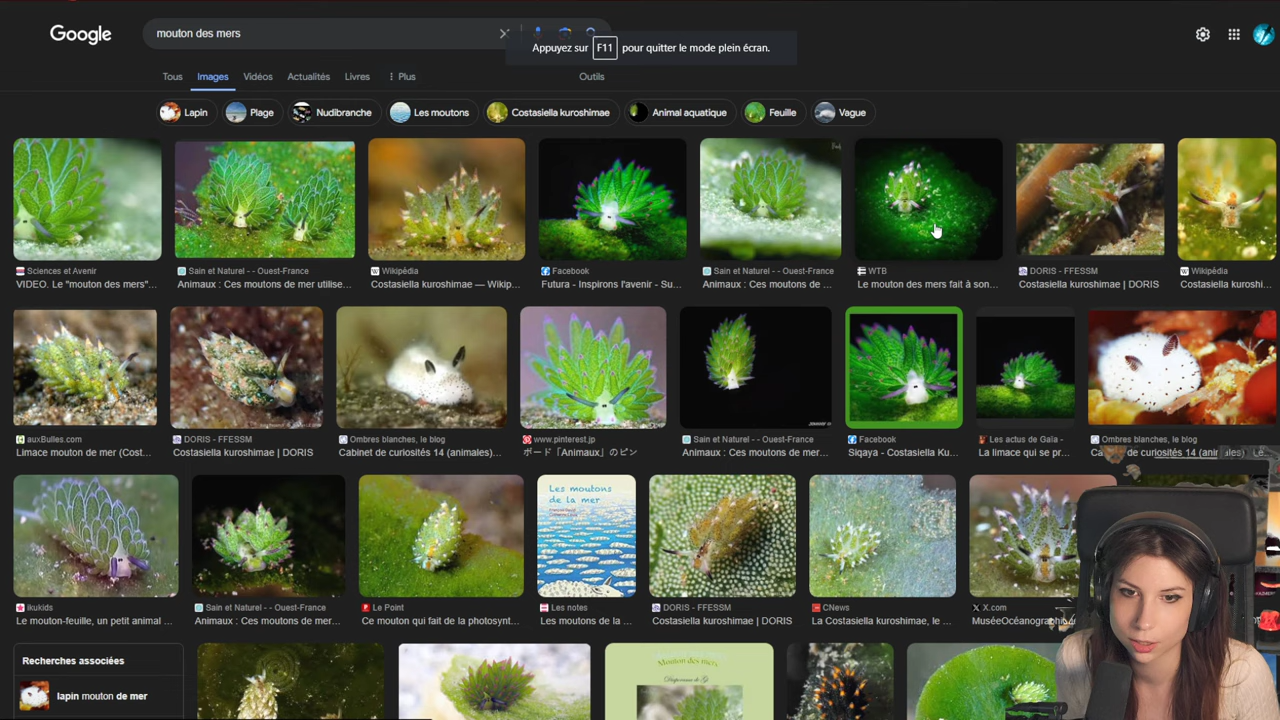 Google
mouton des mers
Appuyez sur F11 pour quitter le mode plein écran.
Tous
Images
Vidéos
Actualités
Livres
Plus
Outils
Lapin
Plage
Nudibranche
Les moutons
Costasiella kuroshimae
Animal aquatique
Feuille
Vague
Sciences et Avenir
VIDEO. Le "mouton des mers"...
Sain et Naturel - - Ouest-France
Animaux : Ces moutons de mer utilise...
Wikipédia
Costasiella kuroshimae — Wikip...
Facebook
Futura - Inspirons l'avenir - Su...
Sain et Naturel - - Ouest-France
Animaux : Ces moutons de ...
WTB
Le mouton des mers fait à son...
DORIS - FFESSM
Costasiella kuroshimae | DORIS
Wikipédia
Costasiella kuroshi...
auxBulles.com
Limace mouton de mer (Cost...
DORIS - FFESSM
Costasiella kuroshimae | DORIS
Ombres blanches, le blog
Cabinet de curiosités 14 (animales)...
www.pinterest.jp
ボード「Animaux」のピン
Sain et Naturel - - Ouest-France
Animaux : Ces moutons de mer...
Facebook
Siqaya - Costasiella Ku...
Les actus de Gaïa -
La limace qui se pr...
Ombres blanches, le blog
Les moutons
de la mer
ikukids
Le mouton-feuille, un petit animal ...
Sain et Naturel - - Ouest-France
Animaux : Ces moutons de mer...
Le Point
Ce mouton qui fait de la photosynt...
Les notes
Les moutons de la ...
DORIS - FFESSM
Costasiella kuroshimae | DORIS
CNews
La Costasiella kuroshimae, le ...
X.com
MuséeOcéanographi
Recherches associées
lapin mouton de mer
Mouton des mers